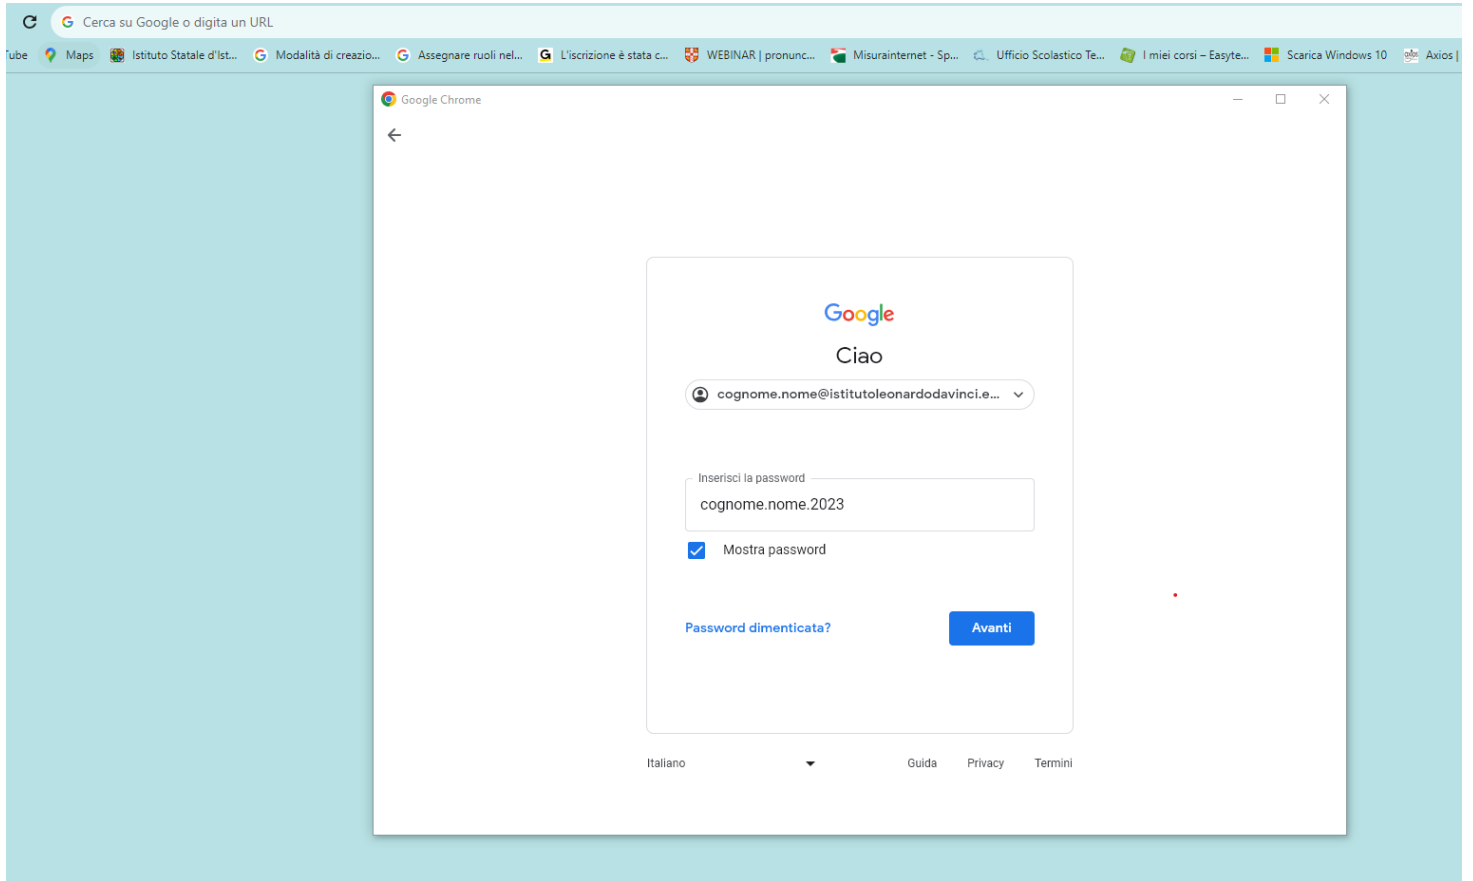 Cerca su Google o digita un URL
Tube Maps Istituto Statale d'Ist... Modalità di creazio... Assegnare ruoli nel... L'iscrizione è stata c... WEBINAR | pronunc... Misurainternet - Sp... Ufficio Scolastico Te... I miei corsi – Easyte... Scarica Windows 10 Axios |
Google Chrome
Google
Ciao
cognome.nome@istitutoleonardodavinci.e...
Inserisci la password
cognome.nome.2023
Mostra password
Password dimenticata? Avanti
Italiano Guida Privacy Termini